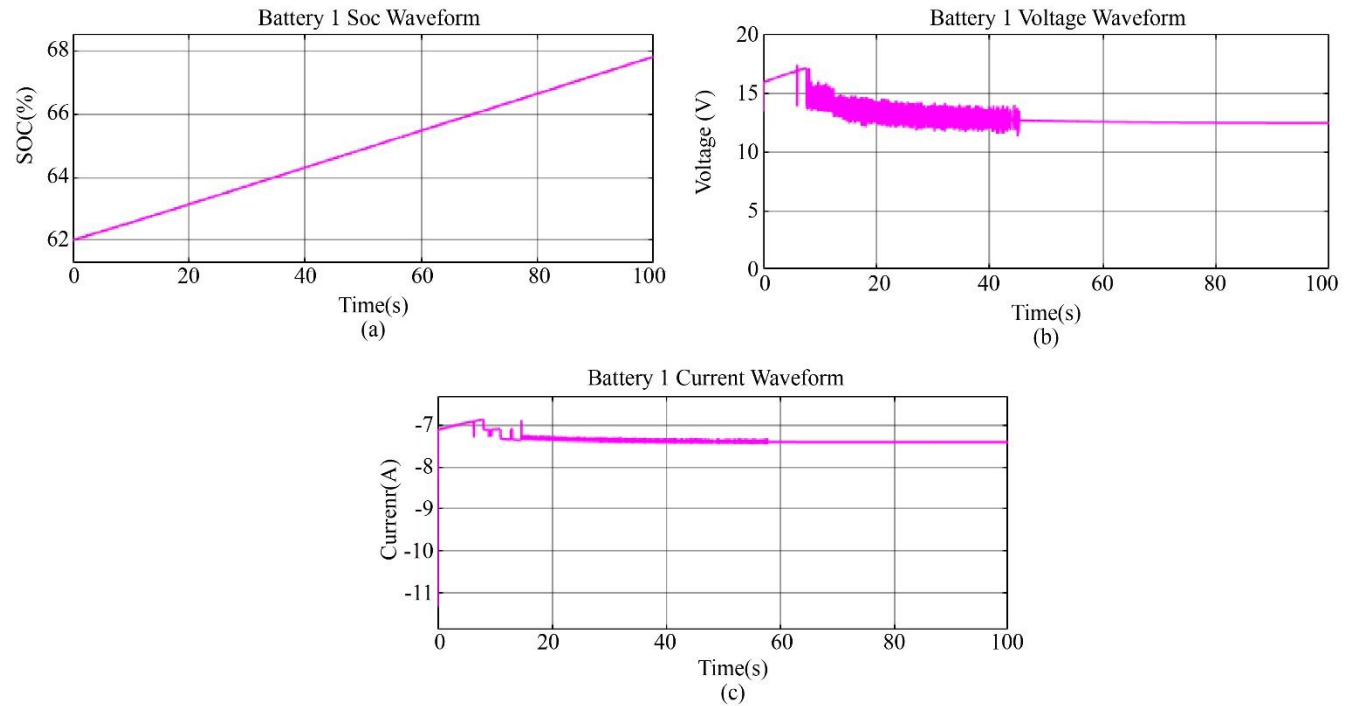 Battery 1 Soc Waveform
68
66
64
62
SOC(%)
0 20 40 60 80 100
Time(s)
(a)
Battery 1 Voltage Waveform
20
15
10
5
0
Voltage (V)
0 20 40 60 80 100
Time(s)
(b)
Battery 1 Current Waveform
-7
-8
-9
-10
-11
Currenr(A)
0 20 40 60 80 100
Time(s)
(c)